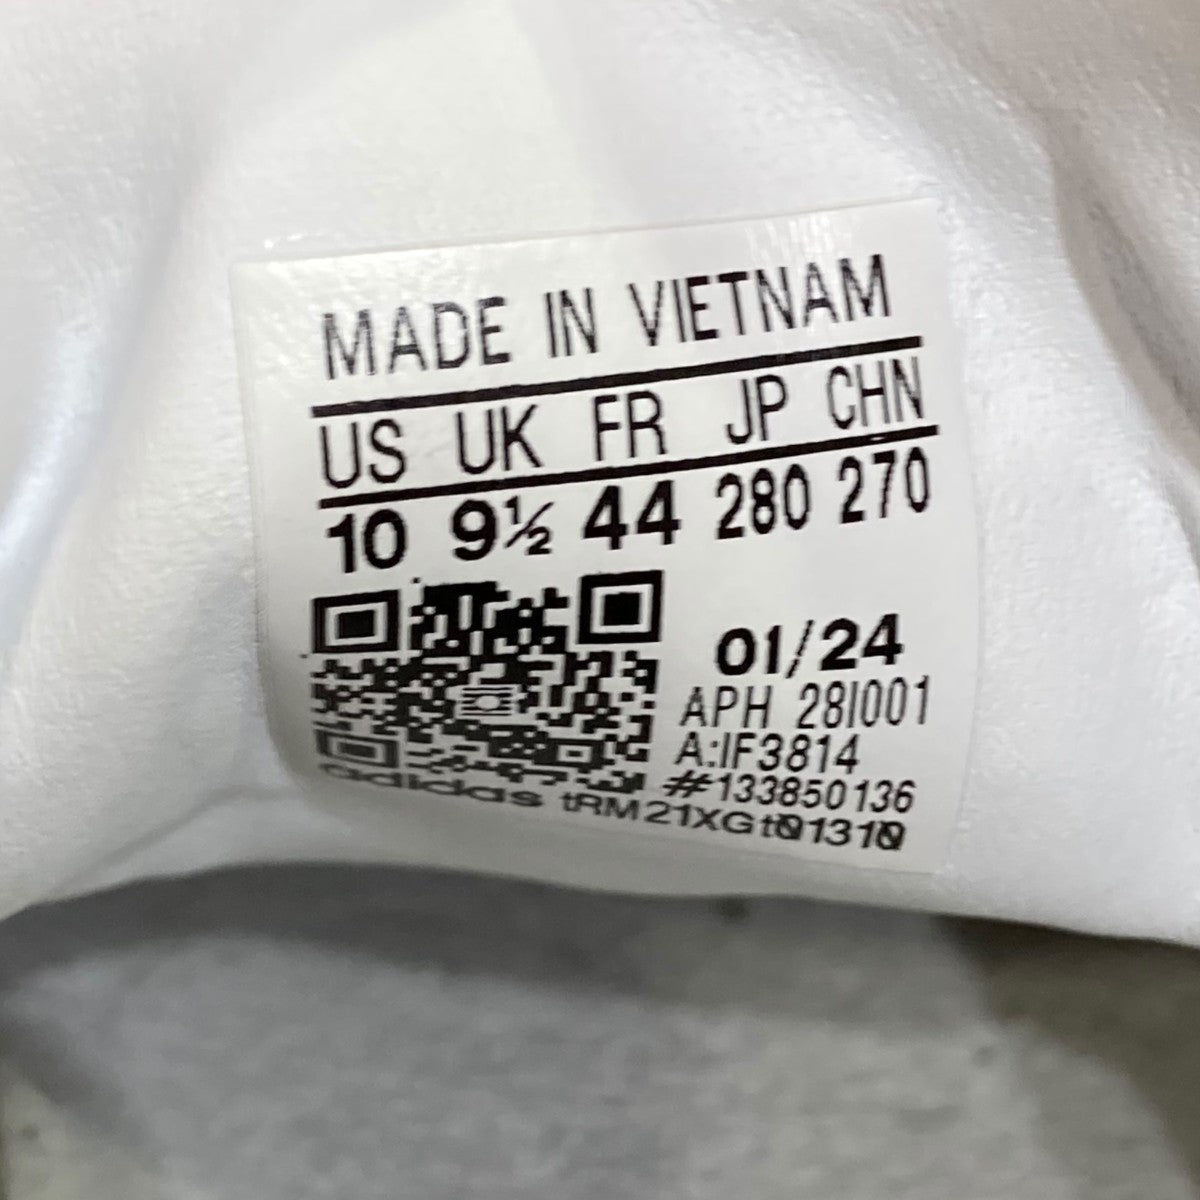 MADE IN VIETNAM
US UK FR JP CHN
10 9½ 44 280 270
01/24
APH 28I001
A:IF3814
#133850136
adidas tRM21XGt01310